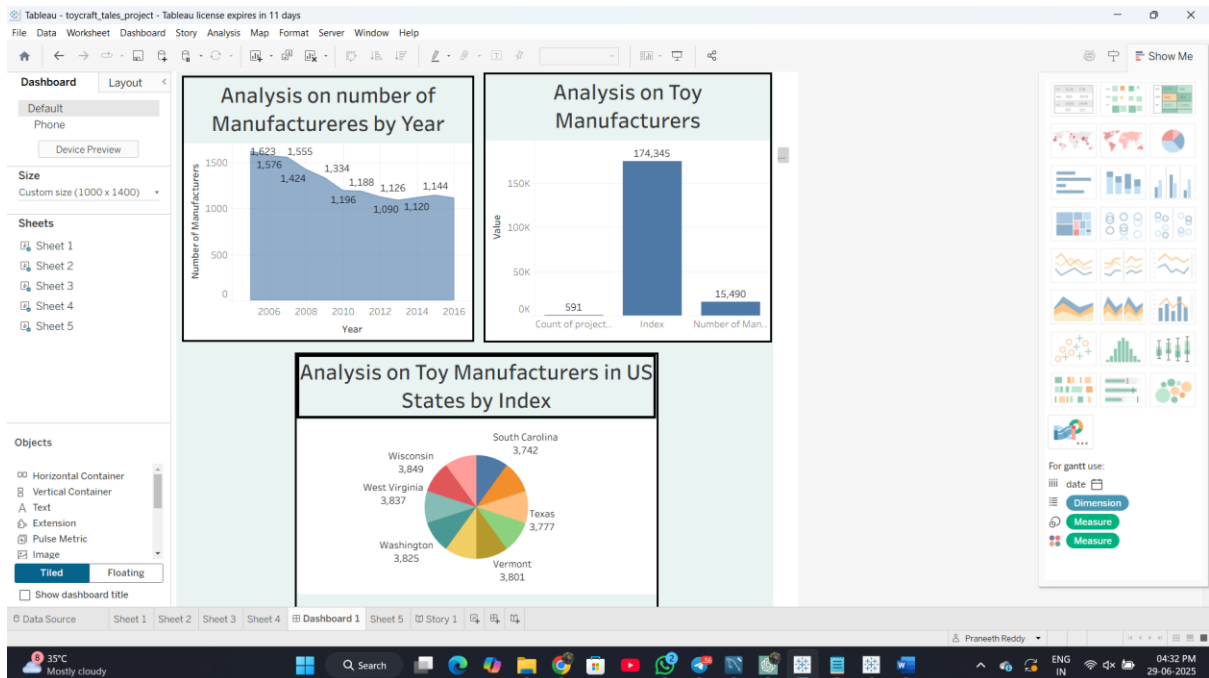 Tableau - toycraft_tales_project - Tableau license expires in 11 days
File Data Worksheet Dashboard Story Analysis Map Format Server Window Help
Show Me
Dashboard Layout
Default
Phone
Device Preview
Size
Custom size (1000 x 1400)
Sheets
Sheet 1
Sheet 2
Sheet 3
Sheet 4
Sheet 5
Objects
Horizontal Container
Vertical Container
Text
Extension
Pulse Metric
Image
Tiled Floating
Show dashboard title
Analysis on number of
Manufactureres by Year
Number of Manufacturers
1500
1000
500
0
1,623 1,555
1,576
1,424
1,334
1,196
1,188
1,126
1,090
1,120
1,144
2006 2008 2010 2012 2014 2016
Year
Analysis on Toy
Manufacturers
Value
150K
100K
50K
0K
591
174,345
15,490
Count of project.. Index Number of Man..
Analysis on Toy Manufacturers in US
States by Index
South Carolina
3,742
Texas
3,777
Vermont
3,801
Washington
3,825
West Virginia
3,837
Wisconsin
3,849
For gantt use:
date
Dimension
Measure
Measure
Data Source Sheet 1 Sheet 2 Sheet 3 Sheet 4 Dashboard 1 Sheet 5 Story 1
Praneeth Reddy
8
35°C
Mostly cloudy
Search
2
ENG
IN
04:32 PM
29-06-2025